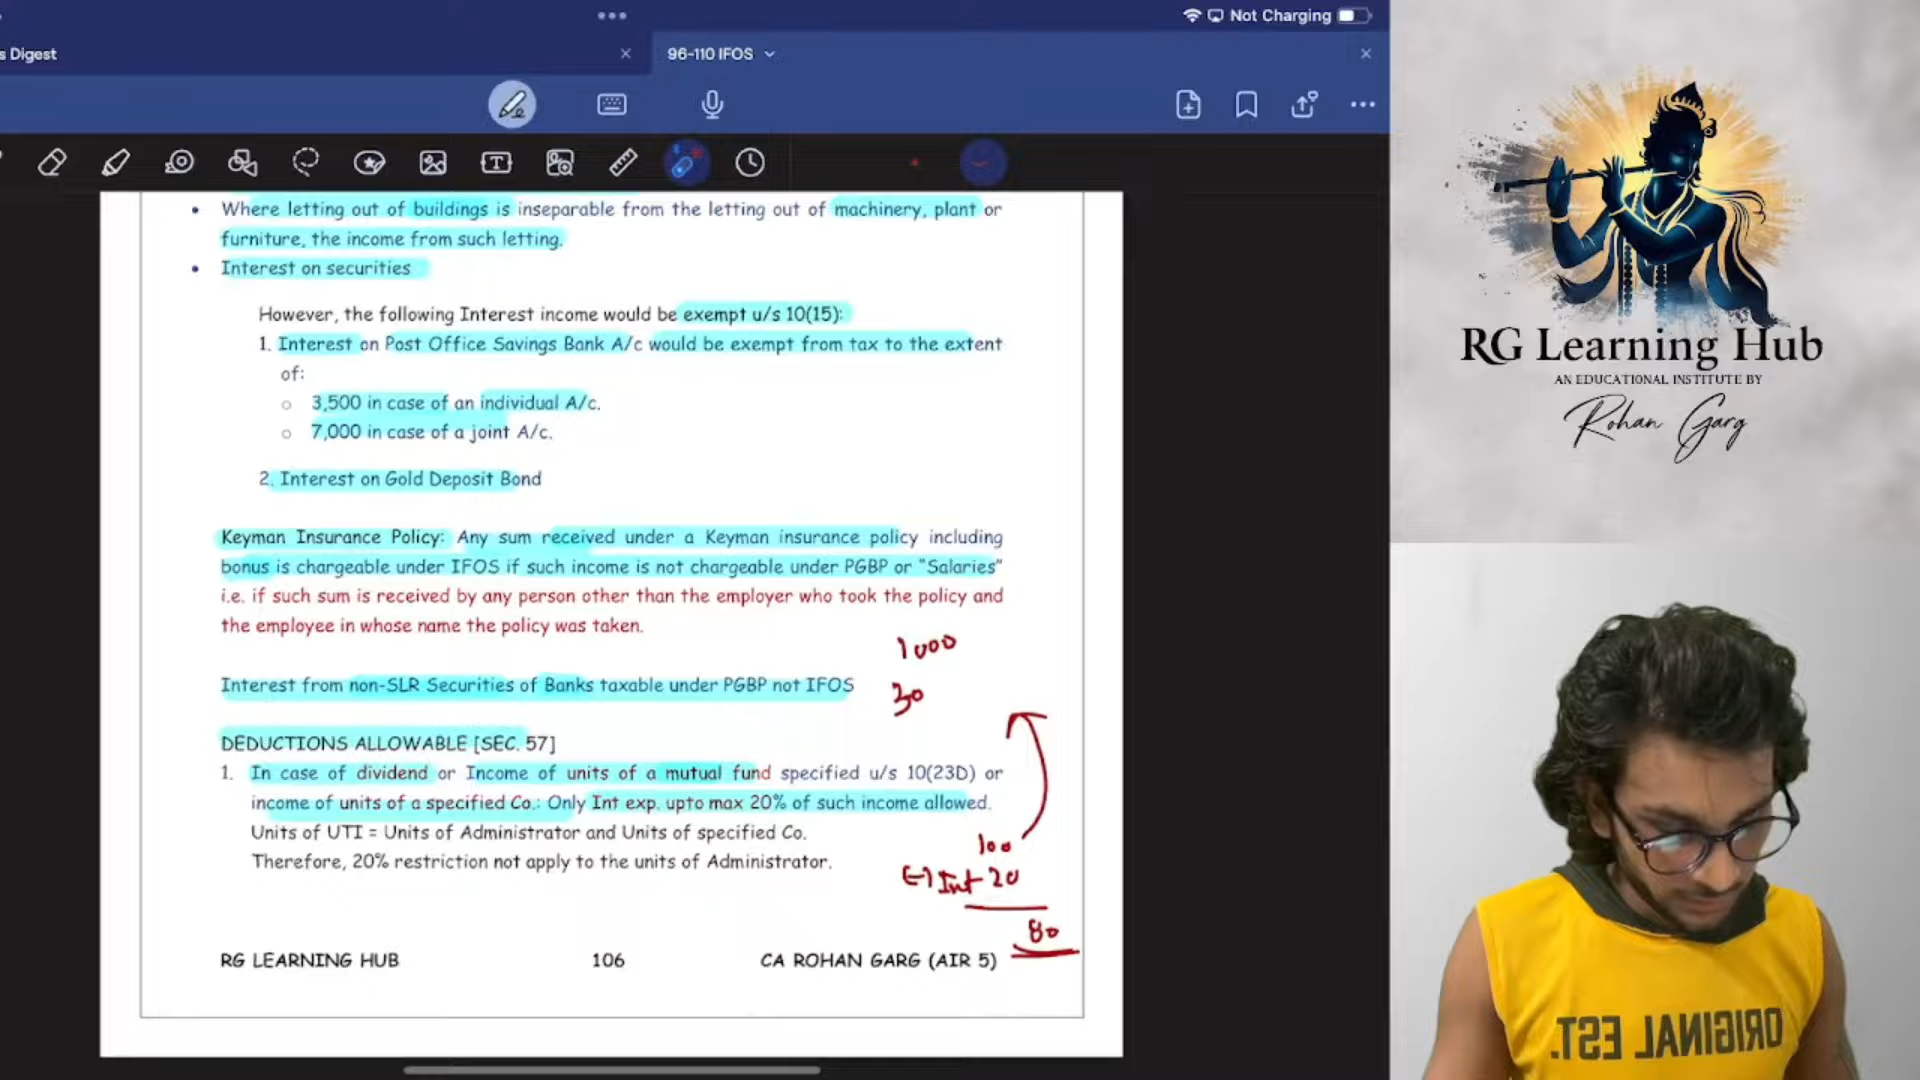 Not Charging
s Digest
96-110 IFOS
• Where letting out of buildings is inseparable from the letting out of machinery, plant or
furniture, the income from such letting.
• Interest on securities
However, the following Interest income would be exempt u/s 10(15):
1. Interest on Post Office Savings Bank A/c would be exempt from tax to the extent
of:
o 3,500 in case of an individual A/c.
o 7,000 in case of a joint A/c.
2. Interest on Gold Deposit Bond
Keyman Insurance Policy: Any sum received under a Keyman insurance policy including
bonus is chargeable under IFOS if such income is not chargeable under PGBP or "Salaries"
i.e. if such sum is received by any person other than the employer who took the policy and
the employee in whose name the policy was taken.
1000
Interest from non-SLR Securities of Banks taxable under PGBP not IFOS
30
DEDUCTIONS ALLOWABLE [SEC. 57]
1. In case of dividend or Income of units of a mutual fund specified u/s 10(23D) or
income of units of a specified Co.: Only Int exp. upto max 20% of such income allowed.
Units of UTI = Units of Administrator and Units of specified Co.
Therefore, 20% restriction not apply to the units of Administrator.
100
(-) Int 20
80
RG LEARNING HUB 106 CA ROHAN GARG (AIR 5)
RG Learning Hub
AN EDUCATIONAL INSTITUTE BY
Rohan Garg
ORIGINAL EST.